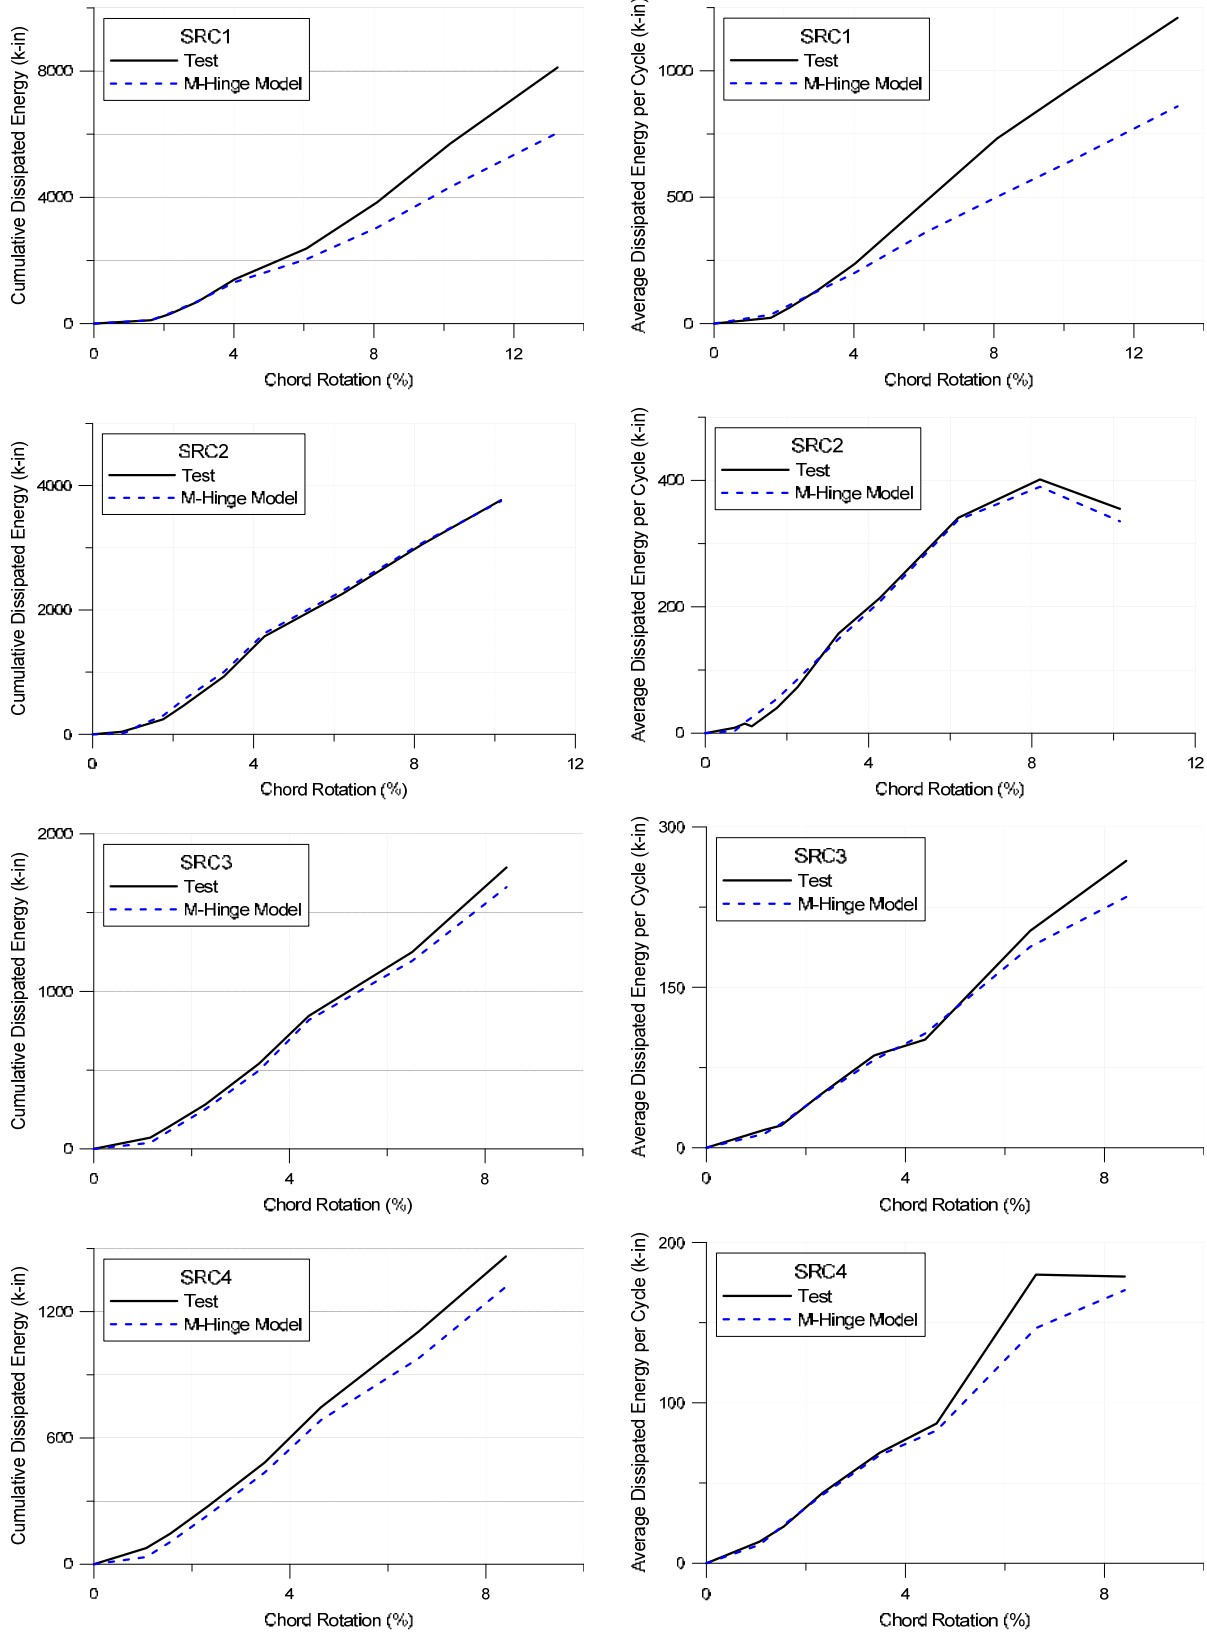 Cumulative Dissipated Energy (k-in)
SRC1
Test
M-Hinge Model
8000
4000
0
0 4 8 12
Chord Rotation (%)
Average Dissipated Energy per Cycle (k-in)
SRC1
Test
M-Hinge Model
1000
500
0
0 4 8 12
Chord Rotation (%)
Cumulative Dissipated Energy (k-in)
SRC2
Test
M-Hinge Model
4000
2000
0
0 4 8 12
Chord Rotation (%)
Average Dissipated Energy per Cycle (k-in)
SRC2
Test
M-Hinge Model
400
200
0
0 4 8 12
Chord Rotation (%)
Cumulative Dissipated Energy (k-in)
2000
SRC3
Test
M-Hinge Model
1000
0
0 4 8
Chord Rotation (%)
Average Dissipated Energy per Cycle (k-in)
300
SRC3
Test
M-Hinge Model
150
0
0 4 8
Chord Rotation (%)
Cumulative Dissipated Energy (k-in)
SRC4
Test
M-Hinge Model
1200
600
0
0 4 8
Chord Rotation (%)
Average Dissipated Energy per Cycle (k-in)
200
SRC4
Test
M-Hinge Model
100
0
0 4 8
Chord Rotation (%)